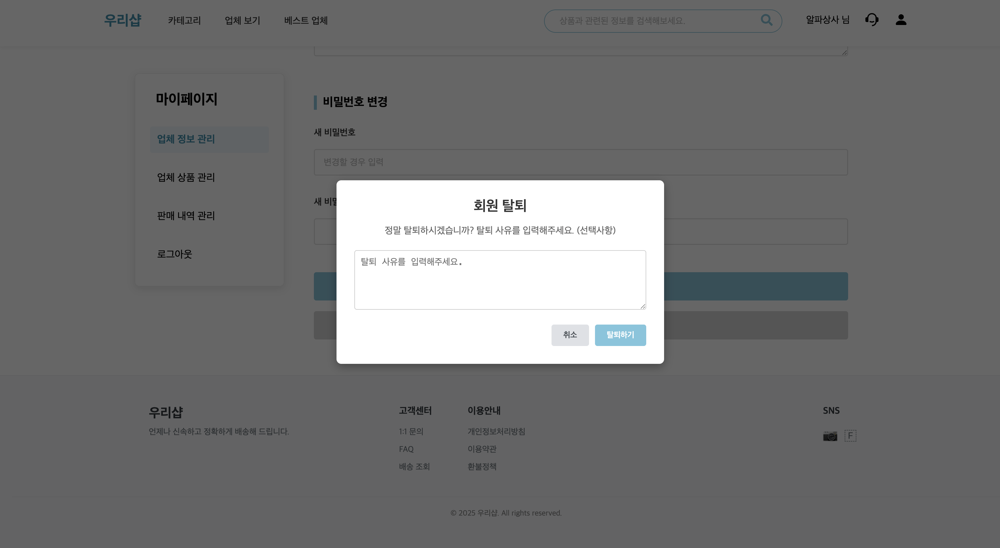 우리샵
카테고리
업체 보기
베스트 업체
상품과 관련된 정보를 검색해보세요.
알파상사 님
마이페이지
업체 정보 관리
업체 상품 관리
판매 내역 관리
로그아웃
비밀번호 변경
새 비밀번호
변경할 경우 입력
새 비밀
회원 탈퇴
정말 탈퇴하시겠습니까? 탈퇴 사유를 입력해주세요. (선택사항)
탈퇴 사유를 입력해주세요.
취소
탈퇴하기
우리샵
언제나 신속하고 정확하게 배송해 드립니다.
고객센터
1:1 문의
FAQ
배송 조회
이용안내
개인정보처리방침
이용약관
환불정책
SNS
F
© 2025 우리샵. All rights reserved.